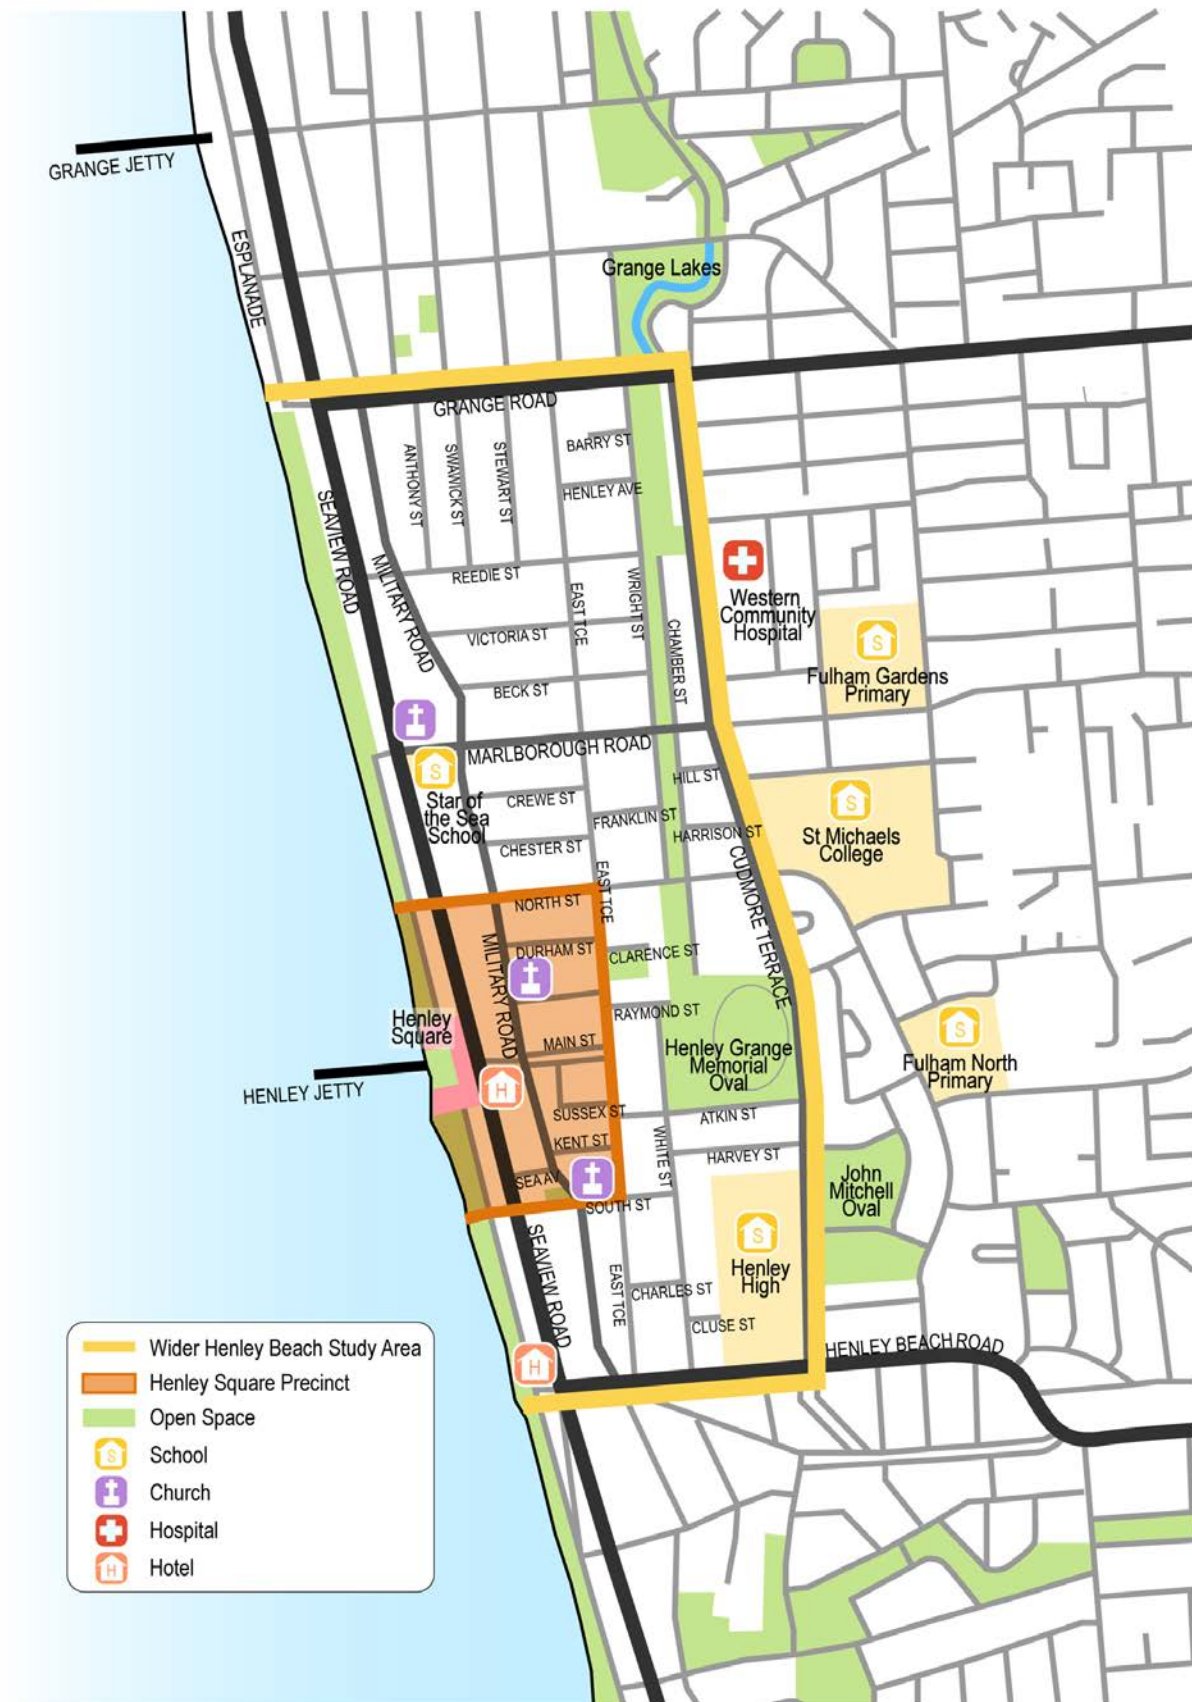 GRANGE JETTY
ESPLANADE
Grange Lakes
GRANGE ROAD
BARRY ST
ANTHONY ST
SWAWICK ST
STEWART ST
HENLEY AVE
SEAVIEW ROAD
MILITARY ROAD
REEDIE ST
EAST TCE
WRIGHT ST
Western
Community
Hospital
CHAMBER ST
VICTORIA ST
S
Fulham Gardens
Primary
BECK ST
MARLBOROUGH ROAD
S
Star of
the Sea
School
HILL ST
CREWE ST
FRANKLIN ST
HARRISON ST
S
St Michaels
College
CHESTER ST
EAST TCE
CUDMORE TERRACE
NORTH ST
MILITARY ROAD
DURHAM ST
CLARENCE ST
RAYMOND ST
Henley
Square
MAIN ST
Henley Grange
Memorial
Oval
S
Fulham North
Primary
HENLEY JETTY
H
SUSSEX ST
ATKIN ST
KENT ST
WHITE ST
HARVEY ST
SEA AV
SOUTH ST
John
Mitchell
Oval
S
Henley
High
SEAVIEW ROAD
EAST TCE
CHARLES ST
CLUSE ST
HENLEY BEACH ROAD
H
Wider Henley Beach Study Area
Henley Square Precinct
Open Space
S School
Church
Hospital
H Hotel